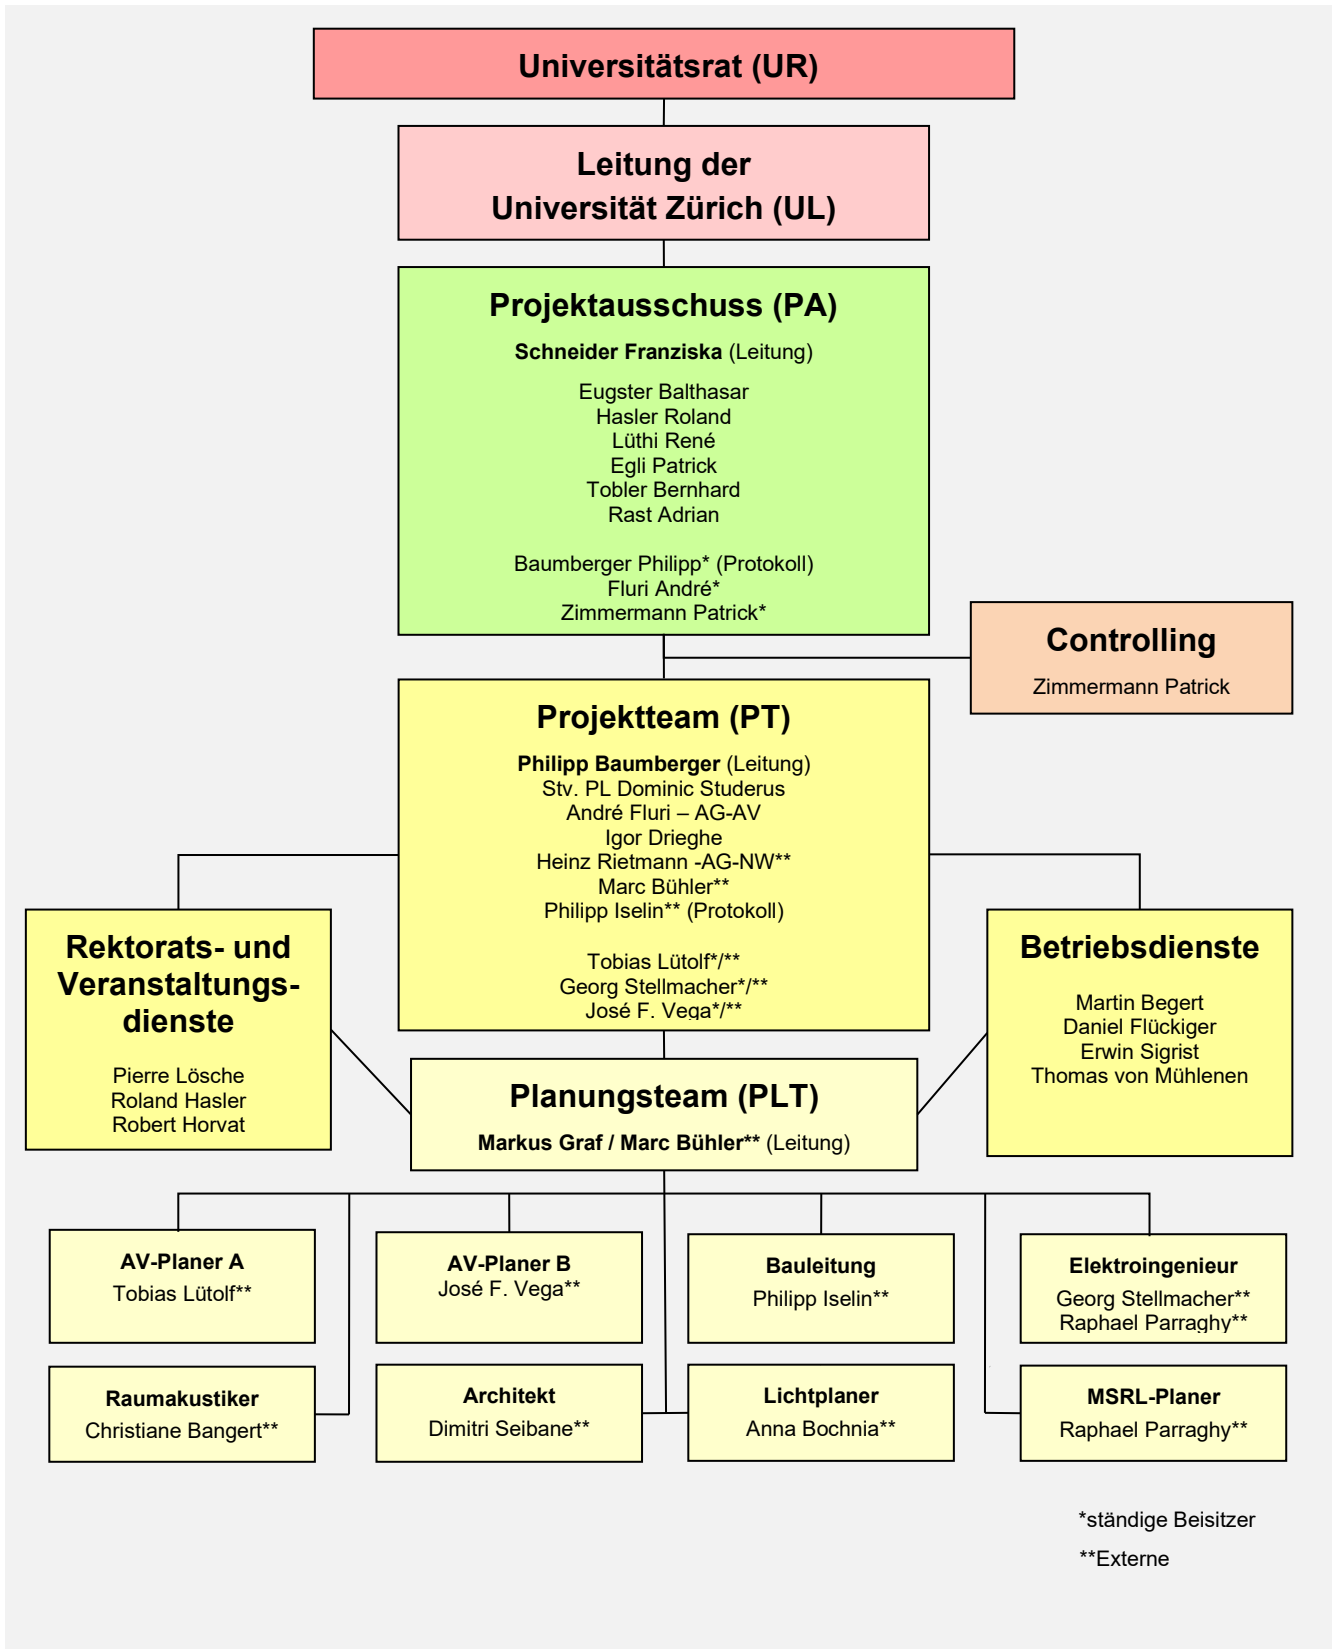 Universitätsrat (UR)
Leitung der
Universität Zürich (UL)
Projektausschuss (PA)
Schneider Franziska (Leitung)
Eugster Balthasar
Hasler Roland
Lüthi René
Egli Patrick
Tobler Bernhard
Rast Adrian
Baumberger Philipp* (Protokoll)
Fluri André*
Zimmermann Patrick*
Controlling
Zimmermann Patrick
Projektteam (PT)
Philipp Baumberger (Leitung)
Stv. PL Dominic Studerus
André Fluri – AG-AV
Igor Drieghe
Heinz Rietmann -AG-NW**
Marc Bühler**
Philipp Iselin** (Protokoll)
Tobias Lütolf*/**
Georg Stellmacher*/**
José F. Vega*/**
Rektorats- und
Veranstaltungs-
dienste
Pierre Lösche
Roland Hasler
Robert Horvat
Betriebsdienste
Martin Begert
Daniel Flückiger
Erwin Sigrist
Thomas von Mühlenen
Planungsteam (PLT)
Markus Graf / Marc Bühler** (Leitung)
AV-Planer A
Tobias Lütolf**
AV-Planer B
José F. Vega**
Bauleitung
Philipp Iselin**
Elektroingenieur
Georg Stellmacher**
Raphael Parraghy**
Raumakustiker
Christiane Bangert**
Architekt
Dimitri Seibane**
Lichtplaner
Anna Bochnia**
MSRL-Planer
Raphael Parraghy**
*ständige Beisitzer
**Externe